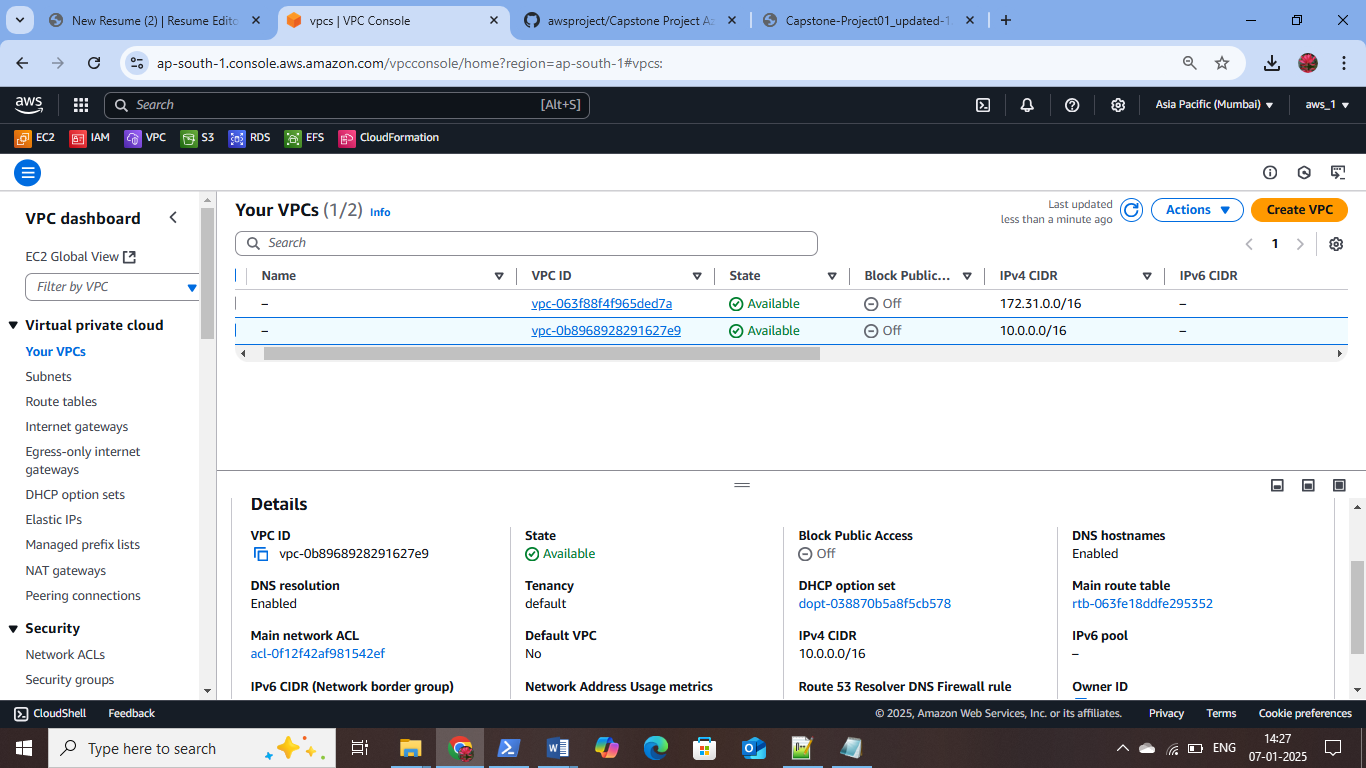 New Resume (2) | Resume Edito
vpcs | VPC Console
awsproject/Capstone Project A
Capstone-Project01_updated-1
ap-south-1.console.aws.amazon.com/vpcconsole/home?region=ap-south-1#vpcs:
aws
Search
[Alt+S]
Asia Pacific (Mumbai)
aws_1
EC2
IAM
VPC
S3
RDS
EFS
CloudFormation
VPC dashboard
EC2 Global View
Filter by VPC
Virtual private cloud
Your VPCs
Subnets
Route tables
Internet gateways
Egress-only internet
gateways
DHCP option sets
Elastic IPs
Managed prefix lists
NAT gateways
Peering connections
Security
Network ACLs
Security groups
Your VPCs (1/2) Info
Last updated
less than a minute ago
Actions
Create VPC
Search
1
Name VPC ID State Block Public... IPv4 CIDR IPv6 CIDR
– vpc-063f88f4f965ded7a Available Off 172.31.0.0/16 –
– vpc-0b8968928291627e9 Available Off 10.0.0.0/16 –
Details
VPC ID
vpc-0b8968928291627e9
State
Available
Block Public Access
Off
DNS hostnames
Enabled
DNS resolution
Enabled
Tenancy
default
DHCP option set
dopt-038870b5a8f5cb578
Main route table
rtb-063fe18ddfe295352
Main network ACL
acl-0f12f42af981542ef
Default VPC
No
IPv4 CIDR
10.0.0.0/16
IPv6 pool
–
IPv6 CIDR (Network border group)
Network Address Usage metrics
Route 53 Resolver DNS Firewall rule
Owner ID
CloudShell
Feedback
© 2025, Amazon Web Services, Inc. or its affiliates.
Privacy
Terms
Cookie preferences
Type here to search
ENG
14:27
07-01-2025